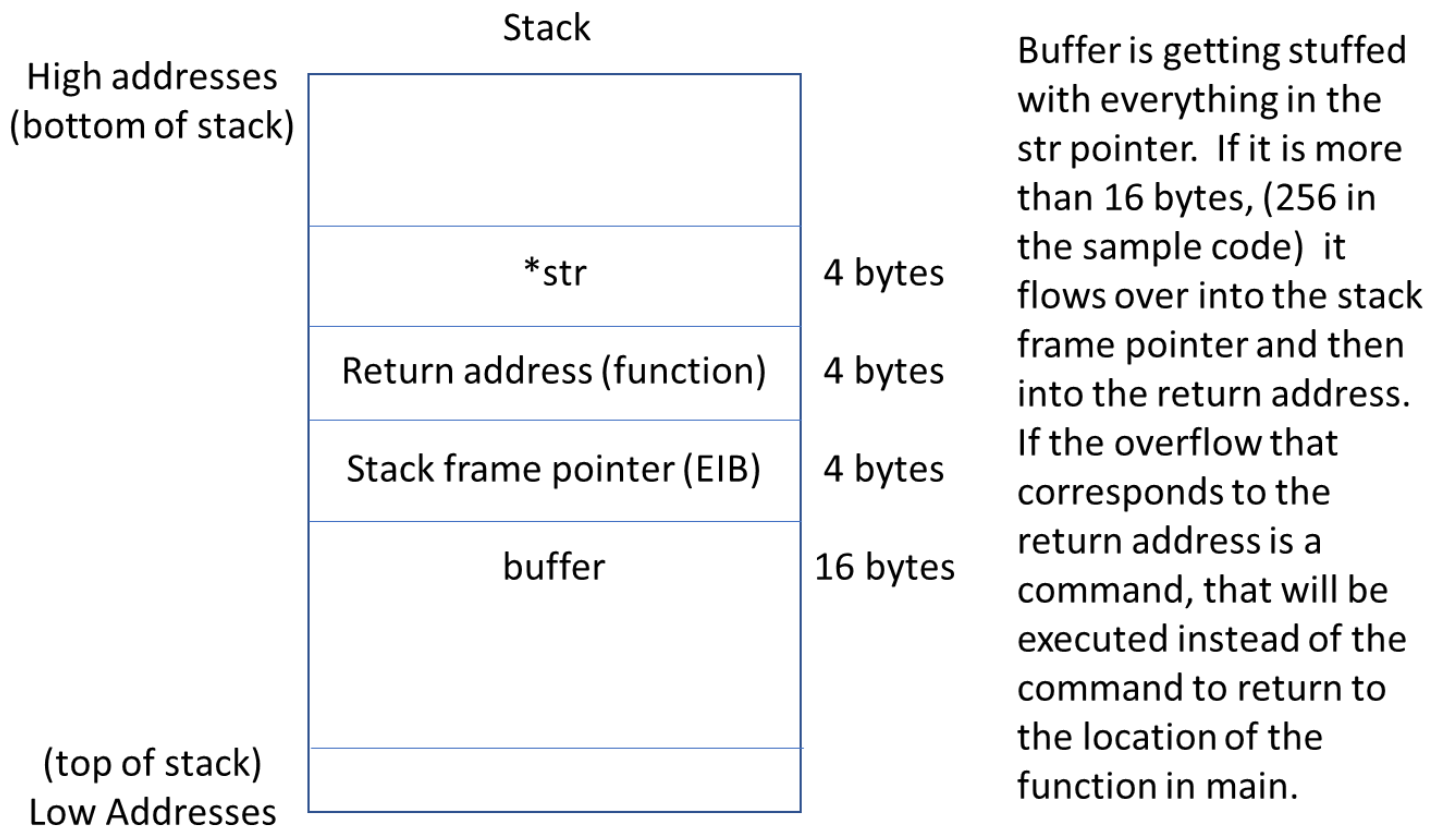 Stack
High addresses
(bottom of stack)
*str
4 bytes
Return address (function)
4 bytes
Stack frame pointer (EIB)
4 bytes
buffer
16 bytes
(top of stack)
Low Addresses
Buffer is getting stuffed
with everything in the
str pointer.  If it is more
than 16 bytes, (256 in
the sample code)  it
flows over into the stack
frame pointer and then
into the return address.
If the overflow that
corresponds to the
return address is a
command, that will be
executed instead of the
command to return to
the location of the
function in main.